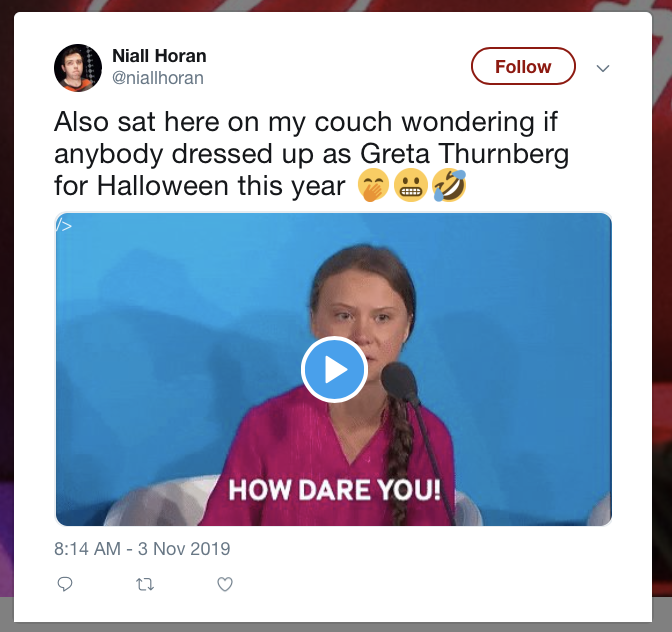 Niall Horan
@niallhoran
Follow
Also sat here on my couch wondering if
anybody dressed up as Greta Thurnberg
for Halloween this year 🤭😬🤣
/>
HOW DARE YOU!
8:14 AM - 3 Nov 2019